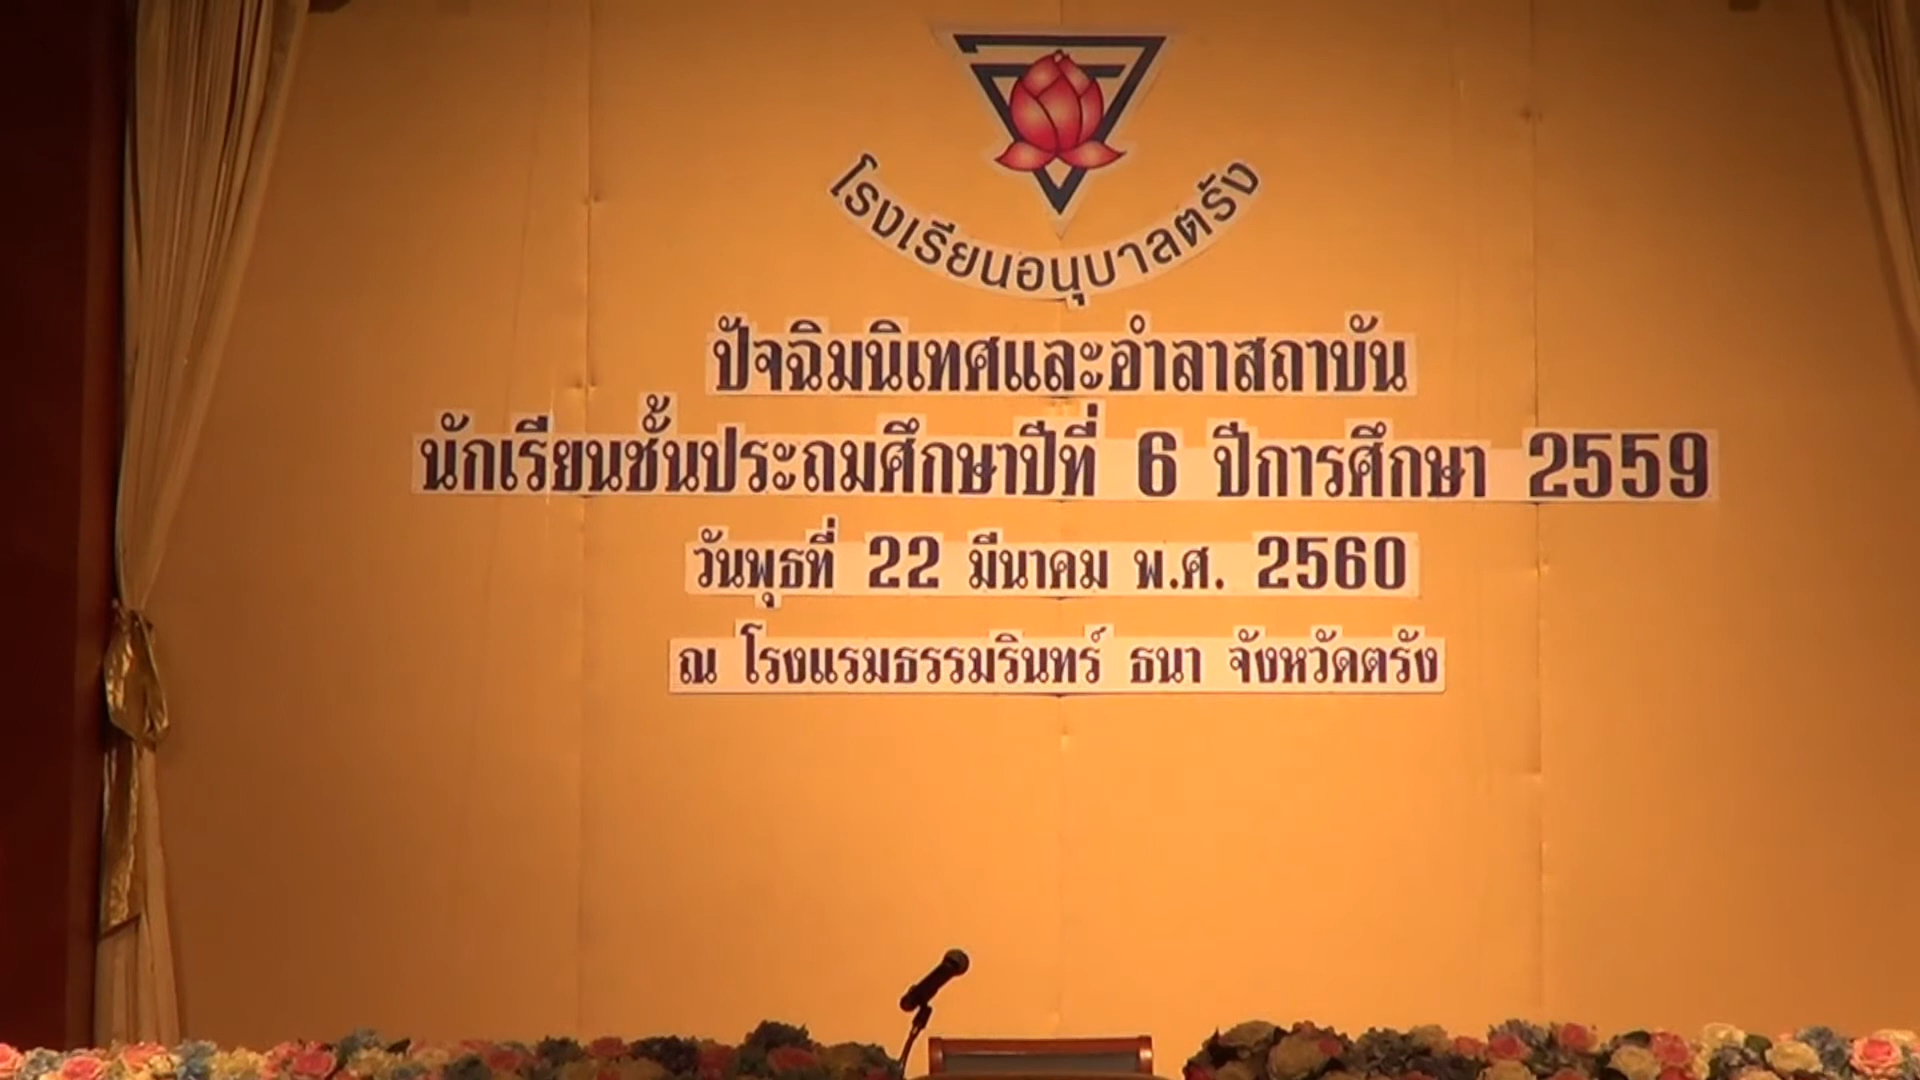 โรงเรียนอนุบาลตรัง
ปัจฉิมนิเทศและอำลาสถาบัน
นักเรียนชั้นประถมศึกษาปีที่ 6 ปีการศึกษา 2559
วันพุธที่ 22 มีนาคม พ.ศ. 2560
ณ โรงแรมธรรมรินทร์ ธนา จังหวัดตรัง